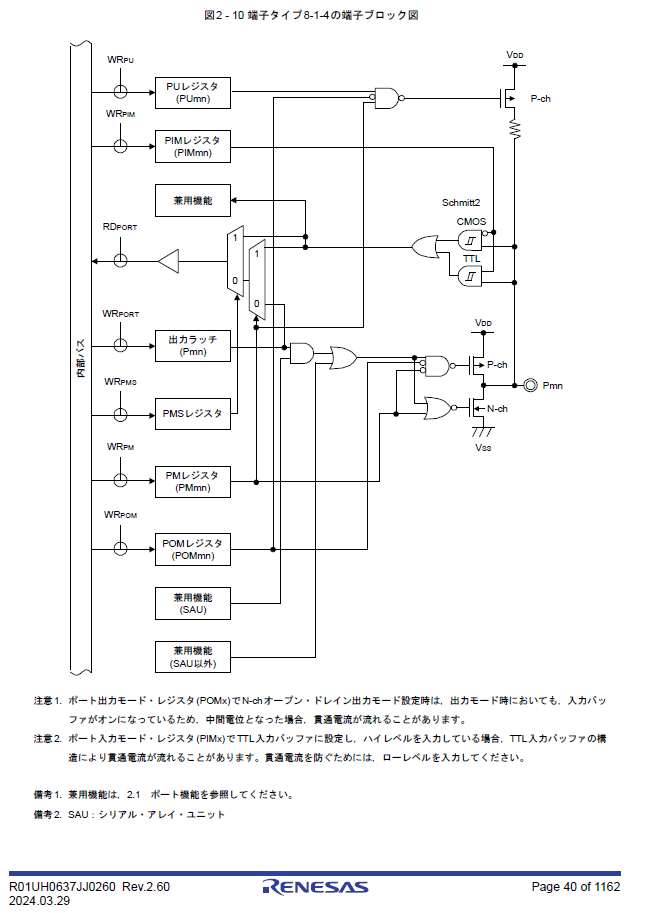 図2-10 端子タイプ8-1-4の端子ブロック図
WRPU
PUレジスタ
(PUmn)
VDD
P-ch
WRPIM
PIMレジスタ
(PIMmn)
兼用機能
Schmitt2
CMOS
TTL
RDPORT
1
0
1
0
WRPORT
出力ラッチ
(Pmn)
VDD
P-ch
Pmn
N-ch
VSS
内部バス
WRPMS
PMSレジスタ
WRPM
PMレジスタ
(PMmn)
WRPOM
POMレジスタ
(POMmn)
兼用機能
(SAU)
兼用機能
(SAU以外)
注意1. ポート出力モード・レジスタ(POMx)でN-chオープン・ドレイン出力モード設定時は，出力モード時においても，入力バッ
ファがオンになっているため，中間電位となった場合，貫通電流が流れることがあります。
注意2. ポート入力モード・レジスタ(PIMx)でTTL入力バッファに設定し，ハイレベルを入力している場合，TTL入力バッファの構
造により貫通電流が流れることがあります。貫通電流を防ぐためには，ローレベルを入力してください。
備考1. 兼用機能は，2.1 ポート機能を参照してください。
備考2. SAU：シリアル・アレイ・ユニット
R01UH0637JJ0260 Rev.2.60
2024.03.29
RENESAS
Page 40 of 1162